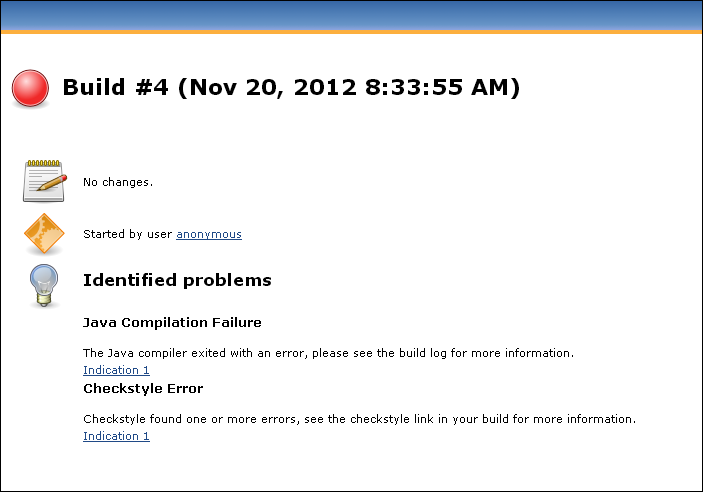 Build #4 (Nov 20, 2012 8:33:55 AM)
No changes.
Started by user anonymous
Identified problems
Java Compilation Failure
The Java compiler exited with an error, please see the build log for more information.
Indication 1
Checkstyle Error
Checkstyle found one or more errors, see the checkstyle link in your build for more information.
Indication 1